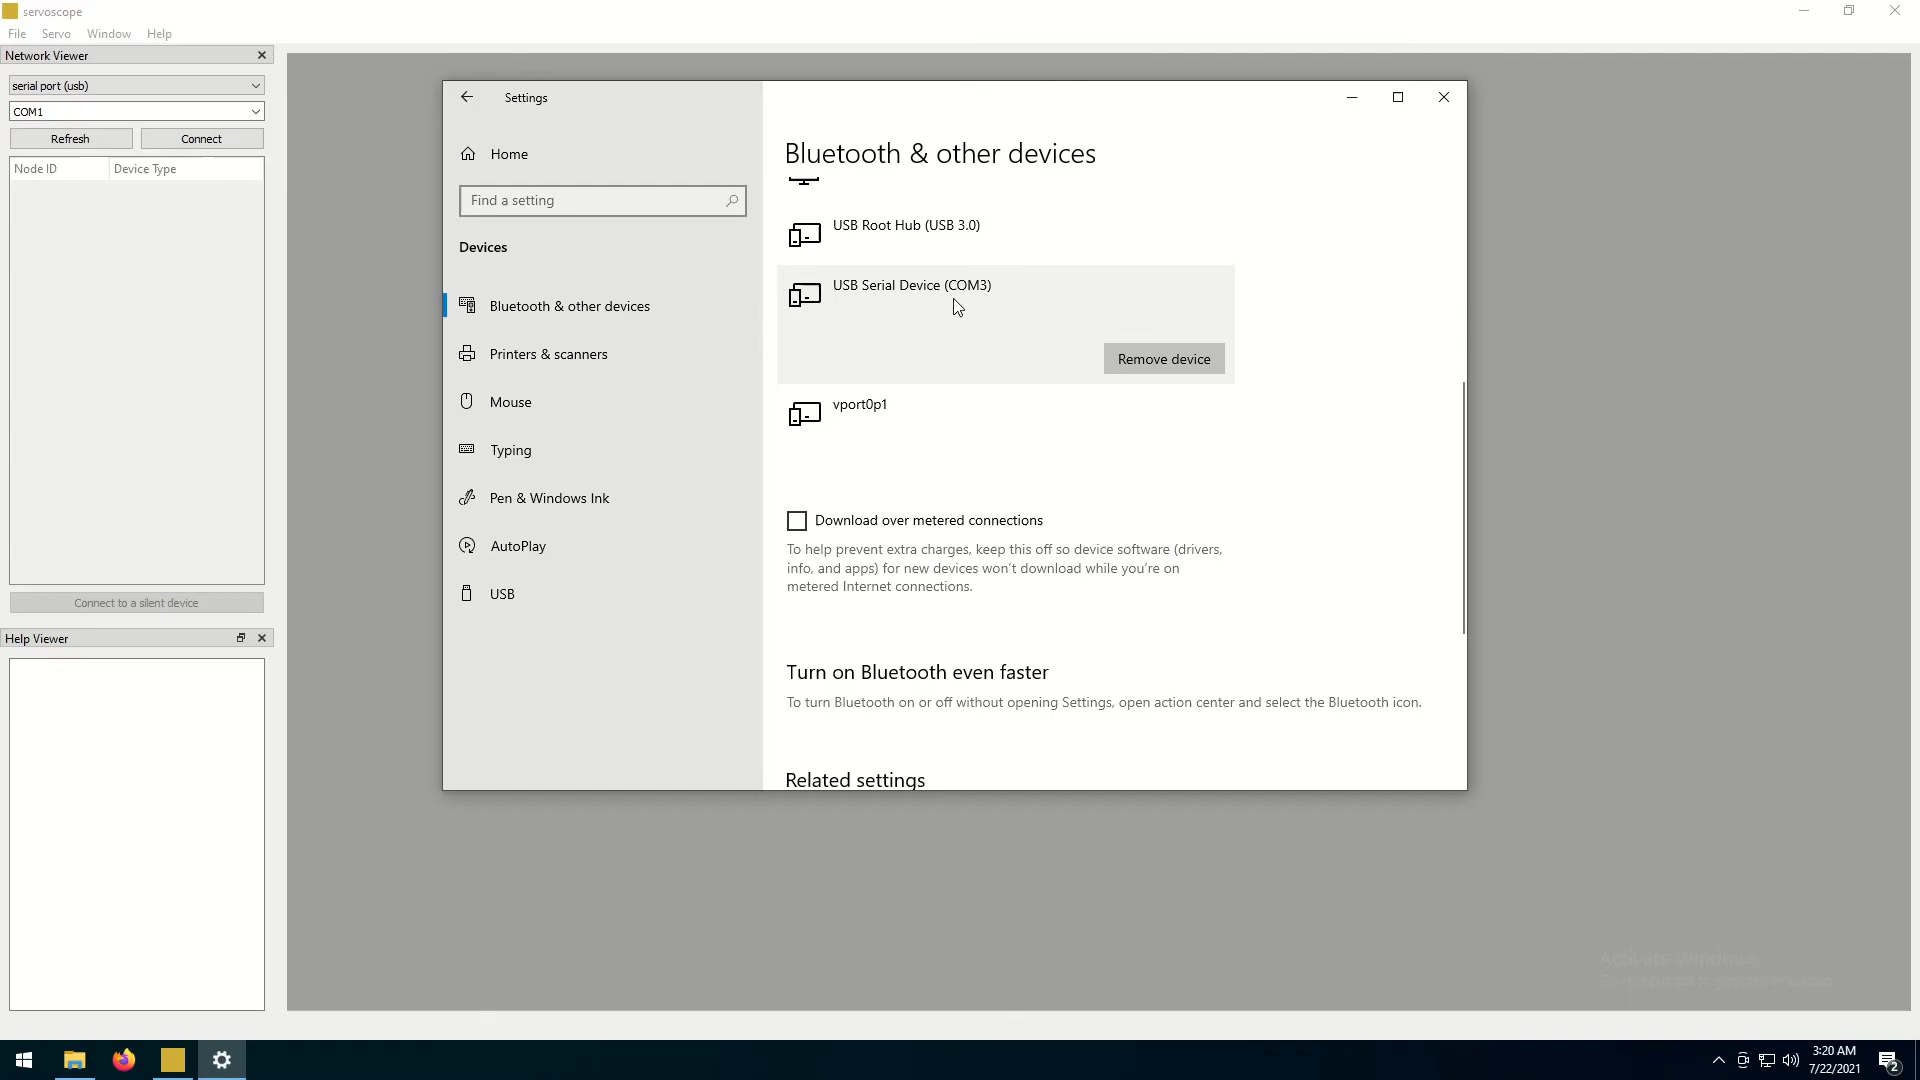 servoscope
File Servo Window Help
Network Viewer
serial port (usb)
COM1
Refresh Connect
Node ID Device Type
Connect to a silent device
Help Viewer
Settings
Home
Find a setting
Devices
Bluetooth & other devices
Printers & scanners
Mouse
Typing
Pen & Windows Ink
AutoPlay
USB
Bluetooth & other devices
USB Root Hub (USB 3.0)
USB Serial Device (COM3)
Remove device
vport0p1
Download over metered connections
To help prevent extra charges, keep this off so device software (drivers,
info, and apps) for new devices won't download while you're on
metered Internet connections.
Turn on Bluetooth even faster
To turn Bluetooth on or off without opening Settings, open action center and select the Bluetooth icon.
Related settings
Activate Windows
3:20 AM
7/22/2021
2